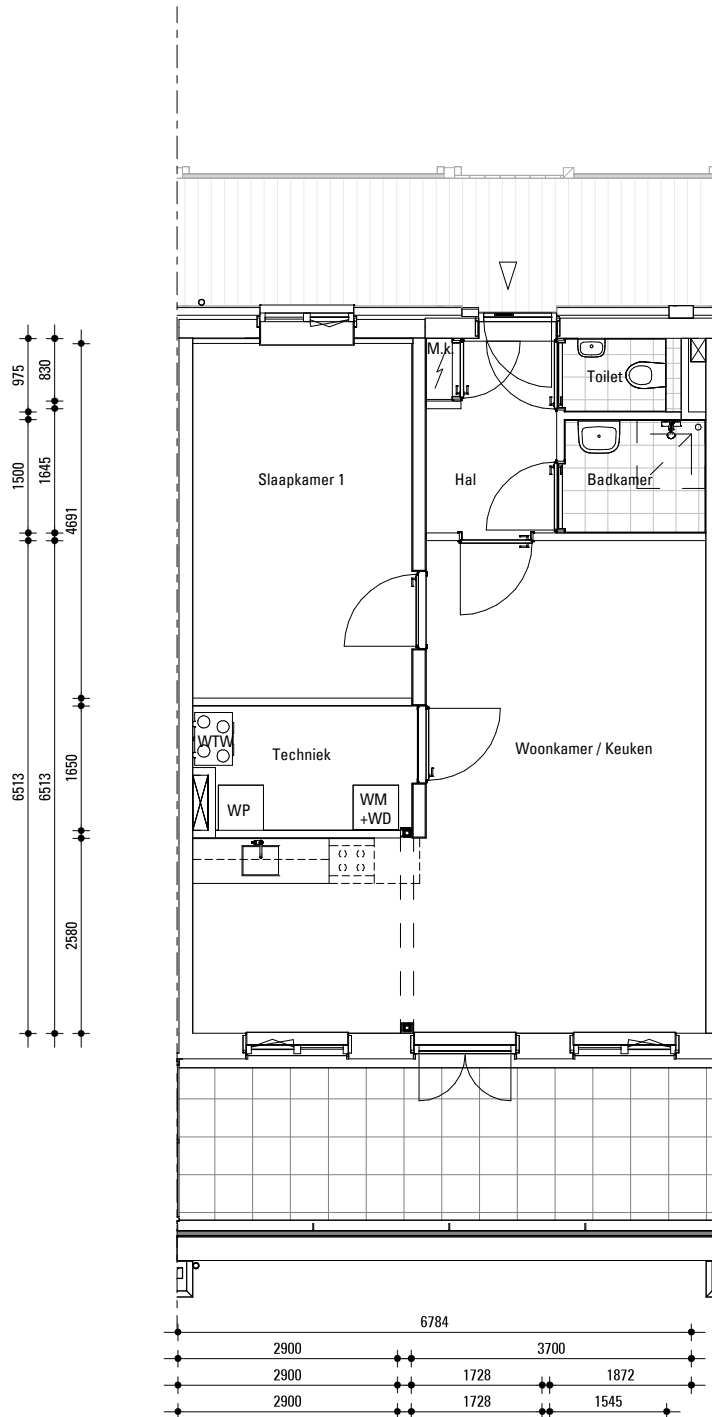 M.k.
Toilet
Slaapkamer 1
Hal
Badkamer
WTW
Techniek
Woonkamer / Keuken
WP
WM
+WD
975
830
1500
1645
4691
6513
6513
1650
2580
6784
2900
3700
2900
1728
1872
2900
1728
1545